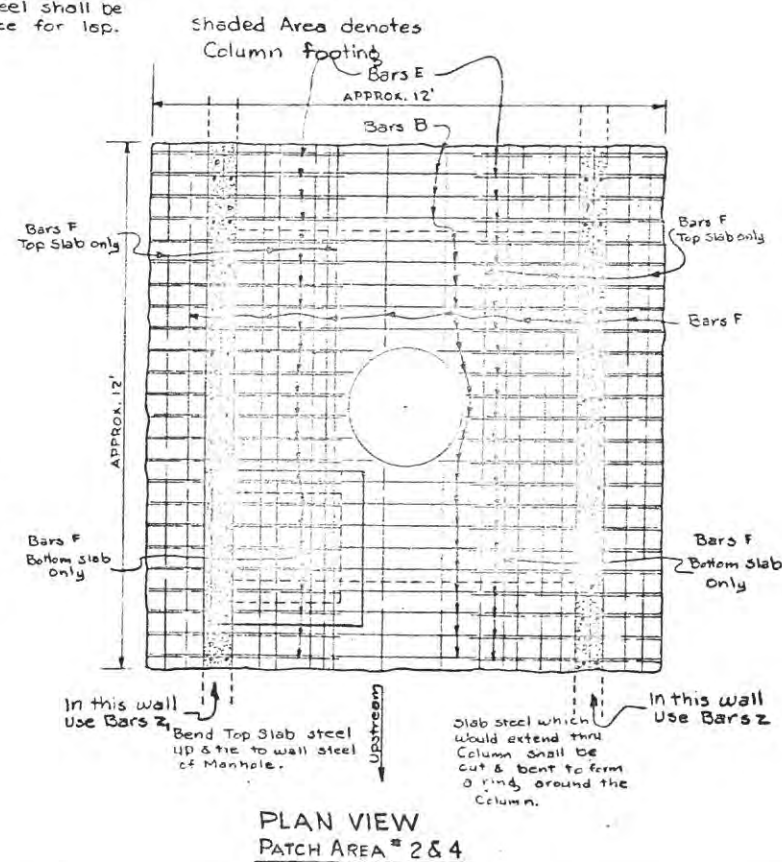 eel shall be
ce for lap.
Shaded Area denotes
Column footing
Bars E
APPROX. 12'
Bars B
Bars F
Top Slab only
Bars F
Top Slab only
Bars F
APPROX. 12'
Bars F
Bottom slab
only
Bars F
Bottom Slab
Only
In this wall
Use Bars Z1
Bend Top Slab steel
up & tie to wall steel
of Manhole.
Upstream
Slab steel which
would extend thru
Column shall be
cut & bent to form
a ring around the
Column.
In this wall
Use Bars Z
PLAN VIEW
PATCH AREA # 2 & 4